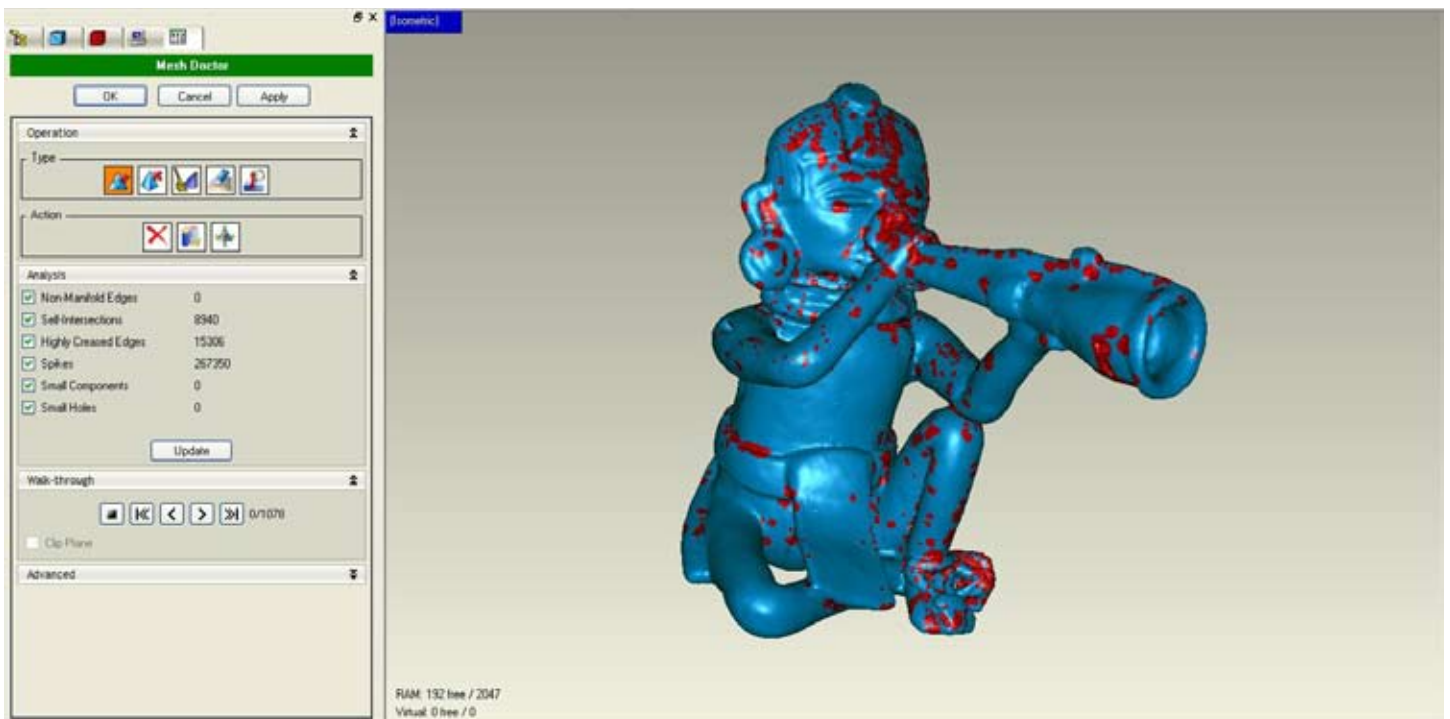 (Isometric)
Mesh Doctor
OK Cancel Apply
Operation
Type
Action
Analysis
Non-Manifold Edges 0
Self-Intersections 8940
Highly Creased Edges 15306
Spikes 267350
Small Components 0
Small Holes 0
Update
Walk-through
0/1078
Clip Plane
Advanced
RAM: 192 free / 2047
Virtual: 0 free / 0